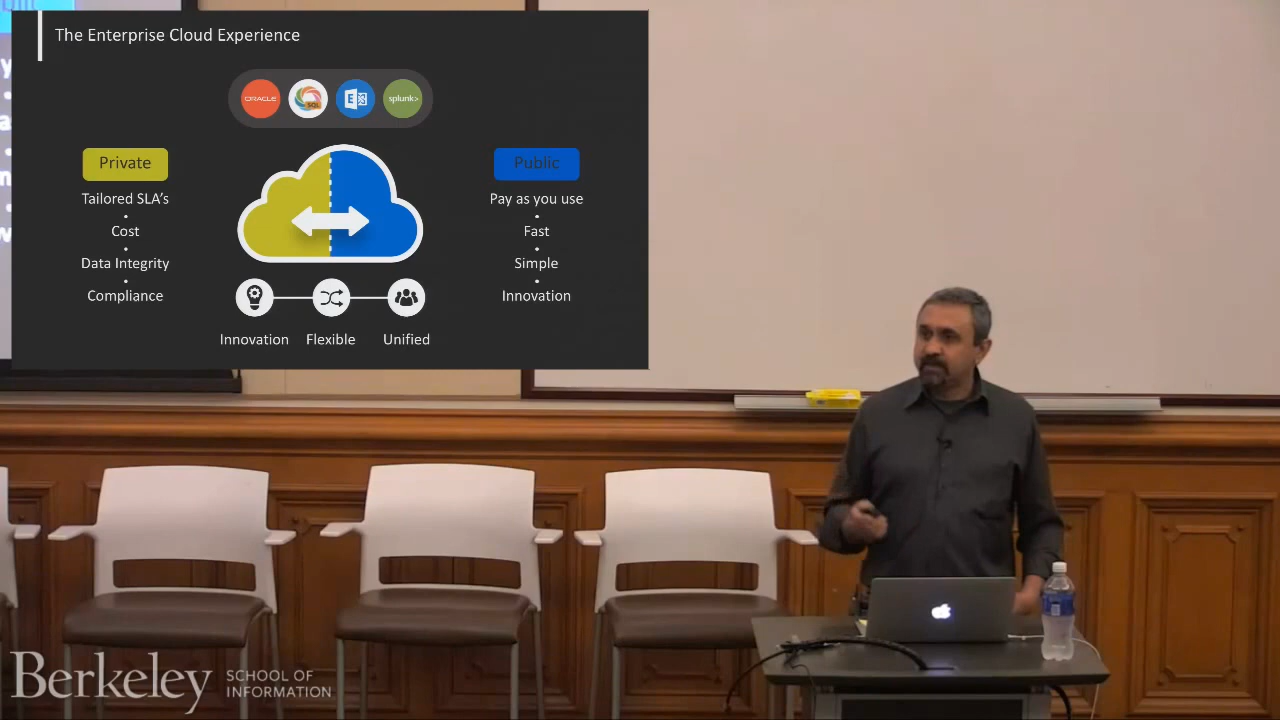 The Enterprise Cloud Experience
ORACLE
SQL
E
splunk>
Private
Public
Tailored SLA's
Pay as you use
Cost
Fast
Data Integrity
Simple
Compliance
Innovation
Innovation Flexible Unified
Berkeley
SCHOOL OF
INFORMATION